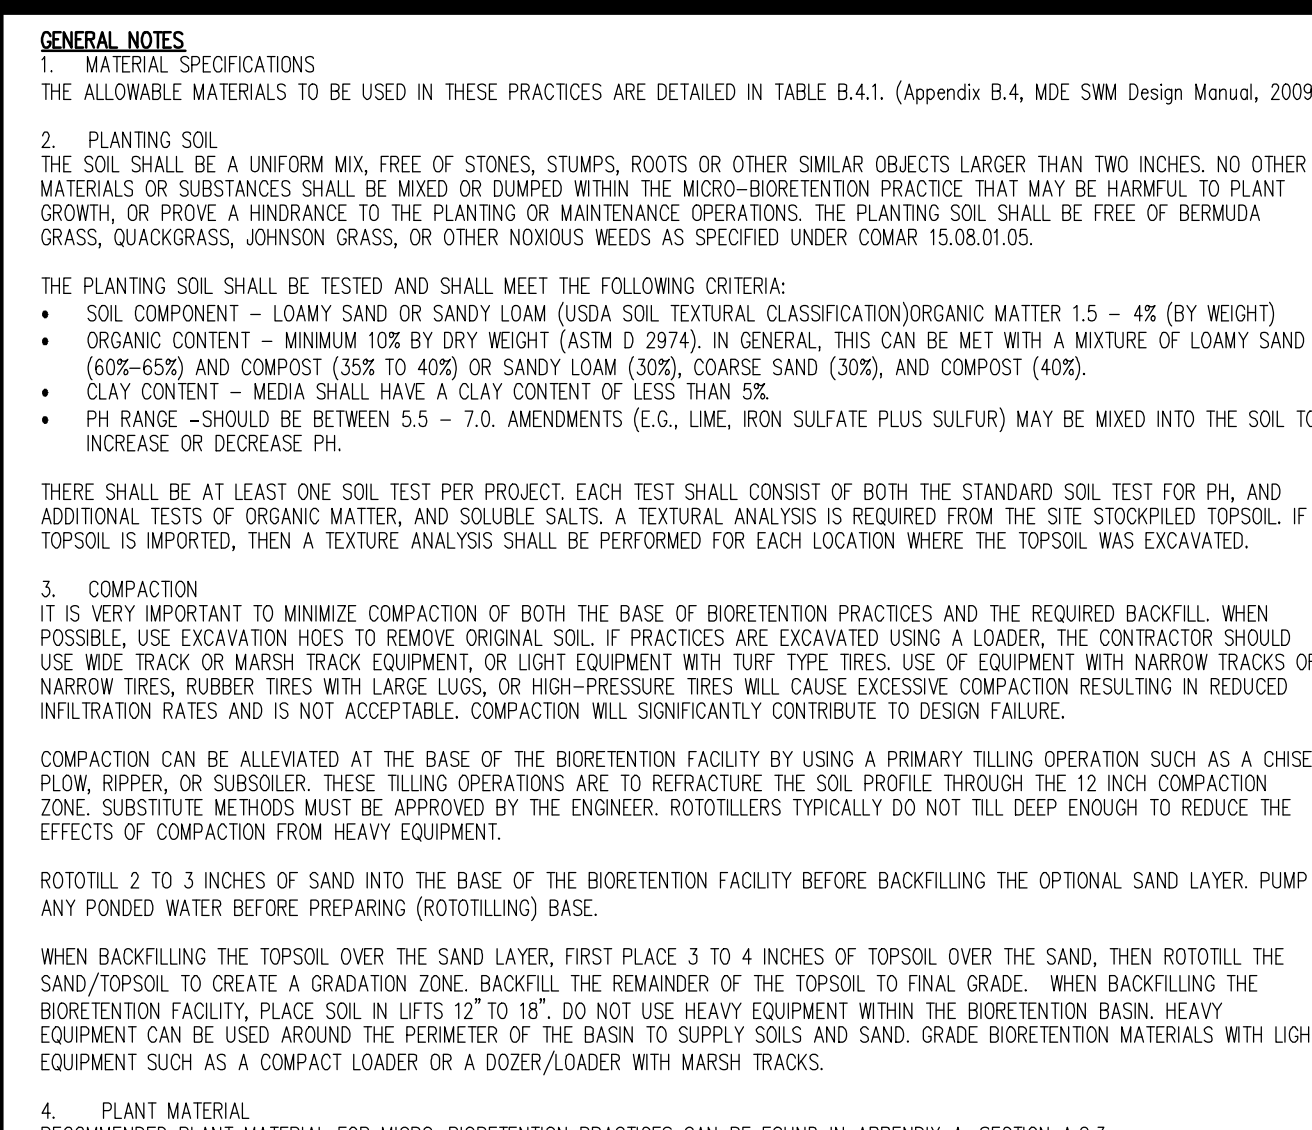 GENERAL NOTES
1. MATERIAL SPECIFICATIONS
THE ALLOWABLE MATERIALS TO BE USED IN THESE PRACTICES ARE DETAILED IN TABLE B.4.1. (Appendix B.4, MDE SWM Design Manual, 2009
2. PLANTING SOIL
THE SOIL SHALL BE A UNIFORM MIX, FREE OF STONES, STUMPS, ROOTS OR OTHER SIMILAR OBJECTS LARGER THAN TWO INCHES. NO OTHER
MATERIALS OR SUBSTANCES SHALL BE MIXED OR DUMPED WITHIN THE MICRO-BIORETENTION PRACTICE THAT MAY BE HARMFUL TO PLANT
GROWTH, OR PROVE A HINDRANCE TO THE PLANTING OR MAINTENANCE OPERATIONS. THE PLANTING SOIL SHALL BE FREE OF BERMUDA
GRASS, QUACKGRASS, JOHNSON GRASS, OR OTHER NOXIOUS WEEDS AS SPECIFIED UNDER COMAR 15.08.01.05.
THE PLANTING SOIL SHALL BE TESTED AND SHALL MEET THE FOLLOWING CRITERIA:
• SOIL COMPONENT - LOAMY SAND OR SANDY LOAM (USDA SOIL TEXTURAL CLASSIFICATION)ORGANIC MATTER 1.5 - 4% (BY WEIGHT)
• ORGANIC CONTENT - MINIMUM 10% BY DRY WEIGHT (ASTM D 2974). IN GENERAL, THIS CAN BE MET WITH A MIXTURE OF LOAMY SAND
(60%-65%) AND COMPOST (35% TO 40%) OR SANDY LOAM (30%), COARSE SAND (30%), AND COMPOST (40%).
• CLAY CONTENT - MEDIA SHALL HAVE A CLAY CONTENT OF LESS THAN 5%.
• PH RANGE -SHOULD BE BETWEEN 5.5 - 7.0. AMENDMENTS (E.G., LIME, IRON SULFATE PLUS SULFUR) MAY BE MIXED INTO THE SOIL TO
INCREASE OR DECREASE PH.
THERE SHALL BE AT LEAST ONE SOIL TEST PER PROJECT. EACH TEST SHALL CONSIST OF BOTH THE STANDARD SOIL TEST FOR PH, AND
ADDITIONAL TESTS OF ORGANIC MATTER, AND SOLUBLE SALTS. A TEXTURAL ANALYSIS IS REQUIRED FROM THE SITE STOCKPILED TOPSOIL. IF
TOPSOIL IS IMPORTED, THEN A TEXTURE ANALYSIS SHALL BE PERFORMED FOR EACH LOCATION WHERE THE TOPSOIL WAS EXCAVATED.
3. COMPACTION
IT IS VERY IMPORTANT TO MINIMIZE COMPACTION OF BOTH THE BASE OF BIORETENTION PRACTICES AND THE REQUIRED BACKFILL. WHEN
POSSIBLE, USE EXCAVATION HOES TO REMOVE ORIGINAL SOIL. IF PRACTICES ARE EXCAVATED USING A LOADER, THE CONTRACTOR SHOULD
USE WIDE TRACK OR MARSH TRACK EQUIPMENT, OR LIGHT EQUIPMENT WITH TURF TYPE TIRES. USE OF EQUIPMENT WITH NARROW TRACKS OR
NARROW TIRES, RUBBER TIRES WITH LARGE LUGS, OR HIGH-PRESSURE TIRES WILL CAUSE EXCESSIVE COMPACTION RESULTING IN REDUCED
INFILTRATION RATES AND IS NOT ACCEPTABLE. COMPACTION WILL SIGNIFICANTLY CONTRIBUTE TO DESIGN FAILURE.
COMPACTION CAN BE ALLEVIATED AT THE BASE OF THE BIORETENTION FACILITY BY USING A PRIMARY TILLING OPERATION SUCH AS A CHISE
PLOW, RIPPER, OR SUBSOILER. THESE TILLING OPERATIONS ARE TO REFRACTURE THE SOIL PROFILE THROUGH THE 12 INCH COMPACTION
ZONE. SUBSTITUTE METHODS MUST BE APPROVED BY THE ENGINEER. ROTOTILLERS TYPICALLY DO NOT TILL DEEP ENOUGH TO REDUCE THE
EFFECTS OF COMPACTION FROM HEAVY EQUIPMENT.
ROTOTILL 2 TO 3 INCHES OF SAND INTO THE BASE OF THE BIORETENTION FACILITY BEFORE BACKFILLING THE OPTIONAL SAND LAYER. PUMP
ANY PONDED WATER BEFORE PREPARING (ROTOTILLING) BASE.
WHEN BACKFILLING THE TOPSOIL OVER THE SAND LAYER, FIRST PLACE 3 TO 4 INCHES OF TOPSOIL OVER THE SAND, THEN ROTOTILL THE
SAND/TOPSOIL TO CREATE A GRADATION ZONE. BACKFILL THE REMAINDER OF THE TOPSOIL TO FINAL GRADE. WHEN BACKFILLING THE
BIORETENTION FACILITY, PLACE SOIL IN LIFTS 12" TO 18". DO NOT USE HEAVY EQUIPMENT WITHIN THE BIORETENTION BASIN. HEAVY
EQUIPMENT CAN BE USED AROUND THE PERIMETER OF THE BASIN TO SUPPLY SOILS AND SAND. GRADE BIORETENTION MATERIALS WITH LIGH
EQUIPMENT SUCH AS A COMPACT LOADER OR A DOZER/LOADER WITH MARSH TRACKS.
4. PLANT MATERIAL
RECOMMENDED PLANT MATERIAL FOR MICRO-BIORETENTION PRACTICES CAN BE FOUND IN APPENDIX A, SECTION A.2.3.